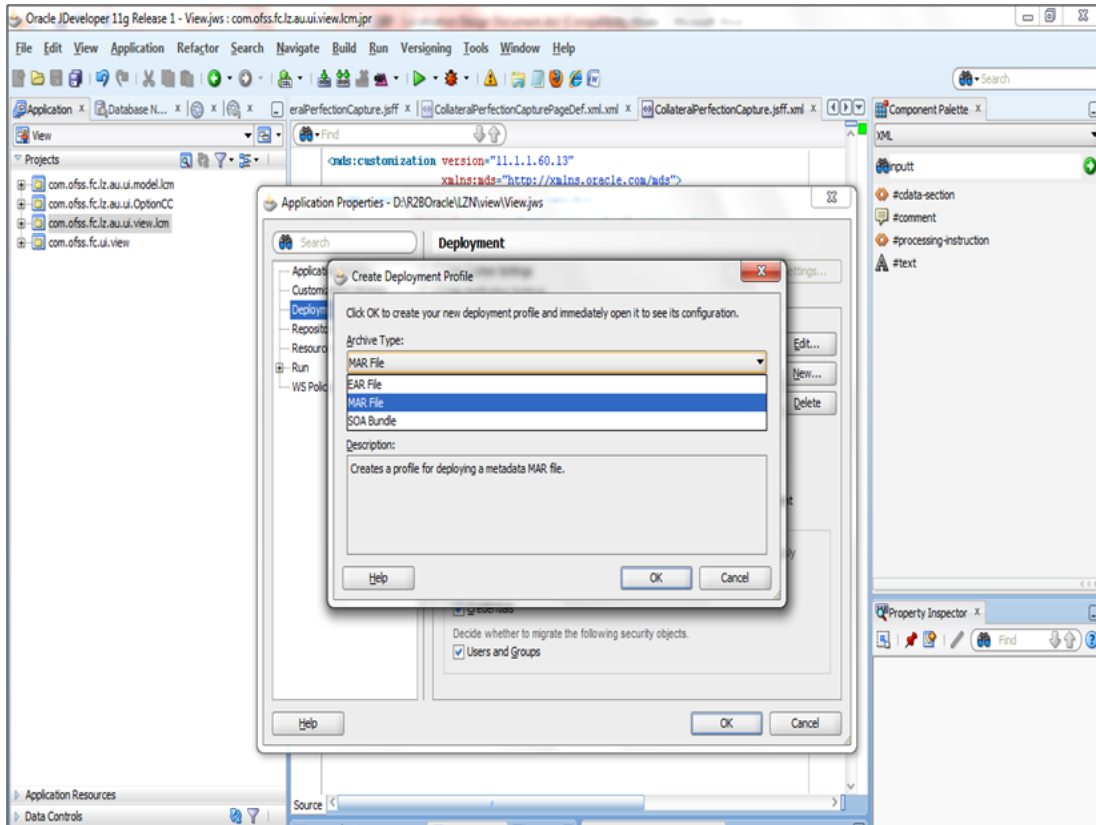 Oracle JDeveloper 11g Release 1 - View.jws : com.ofss.fc.lz.au.ui.view.lcm.jpr
File Edit View Application Refactor Search Navigate Build Run Versioning Tools Window Help
Search
Application x Database N... x x x
eralPerfectionCapture.jsff x CollateralPerfectionCapturePageDef.xml.xml x CollateralPerfectionCapture.jsff.xml x
Component Palette x
View
Find
XML
Projects
<mds:customization version="11.1.1.60.13"
xmlns:mds="http://xmlns.oracle.com/mds">
inputt
com.ofss.fc.lz.au.ui.model.lcm
com.ofss.fc.lz.au.ui.OptionCC
com.ofss.fc.lz.au.ui.view.lcm
com.ofss.fc.ui.view
#cdata-section
#comment
#processing-instruction
#text
Application Properties - D:\R2BOracle\LZN\view\View.jws
Search
Deployment
Applicat
Customiz
Deploym
Reposito
Resourc
Run
WS Polic
ettings...
Edit...
New...
Delete
Create Deployment Profile
Click OK to create your new deployment profile and immediately open it to see its configuration.
Archive Type:
MAR File
EAR File
MAR File
SOA Bundle
Description:
Creates a profile for deploying a metadata MAR file.
Help OK Cancel
Credentials
Decide whether to migrate the following security objects.
Users and Groups
Help OK Cancel
Property Inspector x
Find
Application Resources
Data Controls
Source